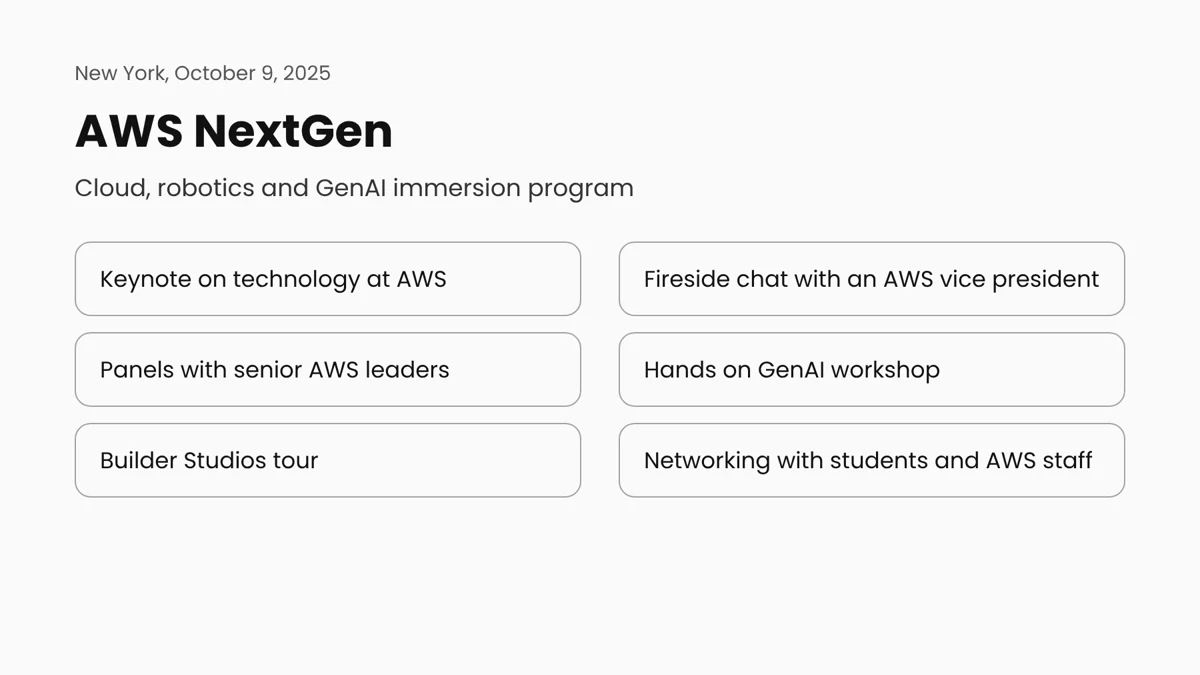 New York, October 9, 2025
AWS NextGen
Cloud, robotics and GenAI immersion program
Keynote on technology at AWS
Fireside chat with an AWS vice president
Panels with senior AWS leaders
Hands on GenAI workshop
Builder Studios tour
Networking with students and AWS staff